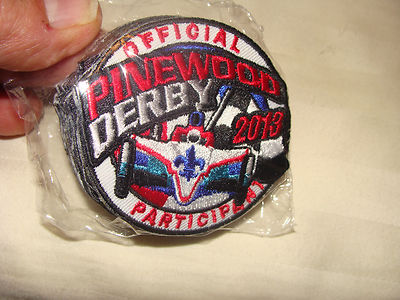 OFFICIAL
PINEWOOD
DERBY
2013
PARTICIPANT